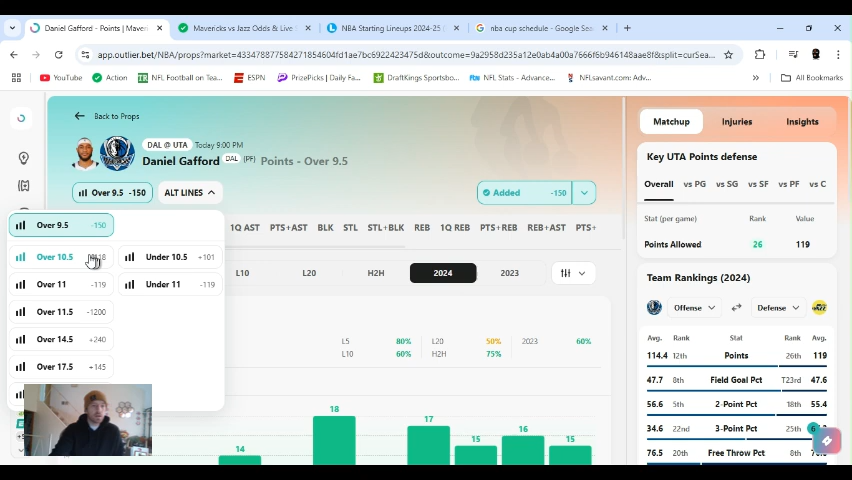 Daniel Gafford - Points | Maveri
Mavericks vs Jazz Odds & Live
NBA Starting Lineups 2024-25
nba cup schedule - Google Sea
app.outlier.bet/NBA/props?market=433478877584271854604fd1ae7bc6922423475d&outcome=9a2958d235a12e0ab4a00a7666f6b946148aae8f&split=curSea...
YouTube
Action
NFL Football on Tea...
ESPN
PrizePicks | Daily Fa...
DraftKings Sportsbo...
NFL Stats - Advance...
NFLsavant.com: Adv...
All Bookmarks
Back to Props
DAL @ UTA Today 9:00 PM
Daniel Gafford DAL (PF) Points - Over 9.5
Over 9.5 -150
ALT LINES
Added -150
Over 9.5 -150
Over 10.5
Under 10.5 +101
Over 11 -119
Under 11 -119
Over 11.5 -1200
Over 14.5 +240
Over 17.5 +145
1Q AST PTS+AST BLK STL STL+BLK REB 1Q REB PTS+REB REB+AST PTS+
L10 L20 H2H 2024 2023
L5 80% L20 50% 2023 60%
L10 60% H2H 75%
14 18 17 15 16 15
Matchup Injuries Insights
Key UTA Points defense
Overall vs PG vs SG vs SF vs PF vs C
Stat (per game) Rank Value
Points Allowed 26 119
Team Rankings (2024)
Offense Defense
Avg. Rank Stat Rank Avg.
114.4 12th Points 26th 119
47.7 8th Field Goal Pct T23rd 47.6
56.6 5th 2-Point Pct 18th 55.4
34.6 22nd 3-Point Pct
76.5 20th Free Throw Pct 8th